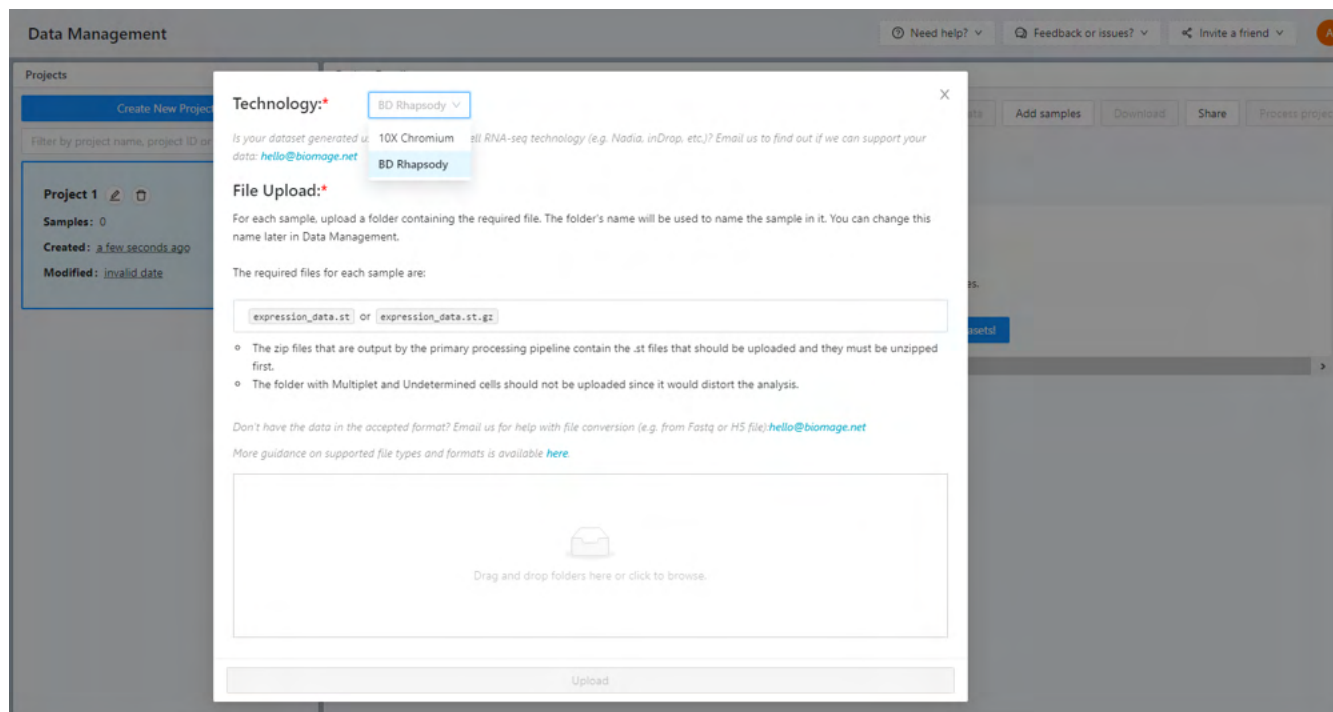 Data Management
Need help?
Feedback or issues?
Invite a friend
A
Projects
Create New Project
Add samples
Download
Share
Process project
Filter by project name, project ID or
Project 1
Samples: 0
Created: a few seconds ago
Modified: invalid date
Technology:*
BD Rhapsody
10X Chromium
BD Rhapsody
Is your dataset generated u ell RNA-seq technology (e.g. Nadia, inDrop, etc.)? Email us to find out if we can support your
data: hello@biomage.net
File Upload:*
For each sample, upload a folder containing the required file. The folder's name will be used to name the sample in it. You can change this
name later in Data Management.
The required files for each sample are:
es.
expression_data.st or expression_data.st.gz
asets!
The zip files that are output by the primary processing pipeline contain the .st files that should be uploaded and they must be unzipped
first.
The folder with Multiplet and Undetermined cells should not be uploaded since it would distort the analysis.
Don't have the data in the accepted format? Email us for help with file conversion (e.g. from Fastq or H5 file):hello@biomage.net
More guidance on supported file types and formats is available here.
Drag and drop folders here or click to browse.
Upload